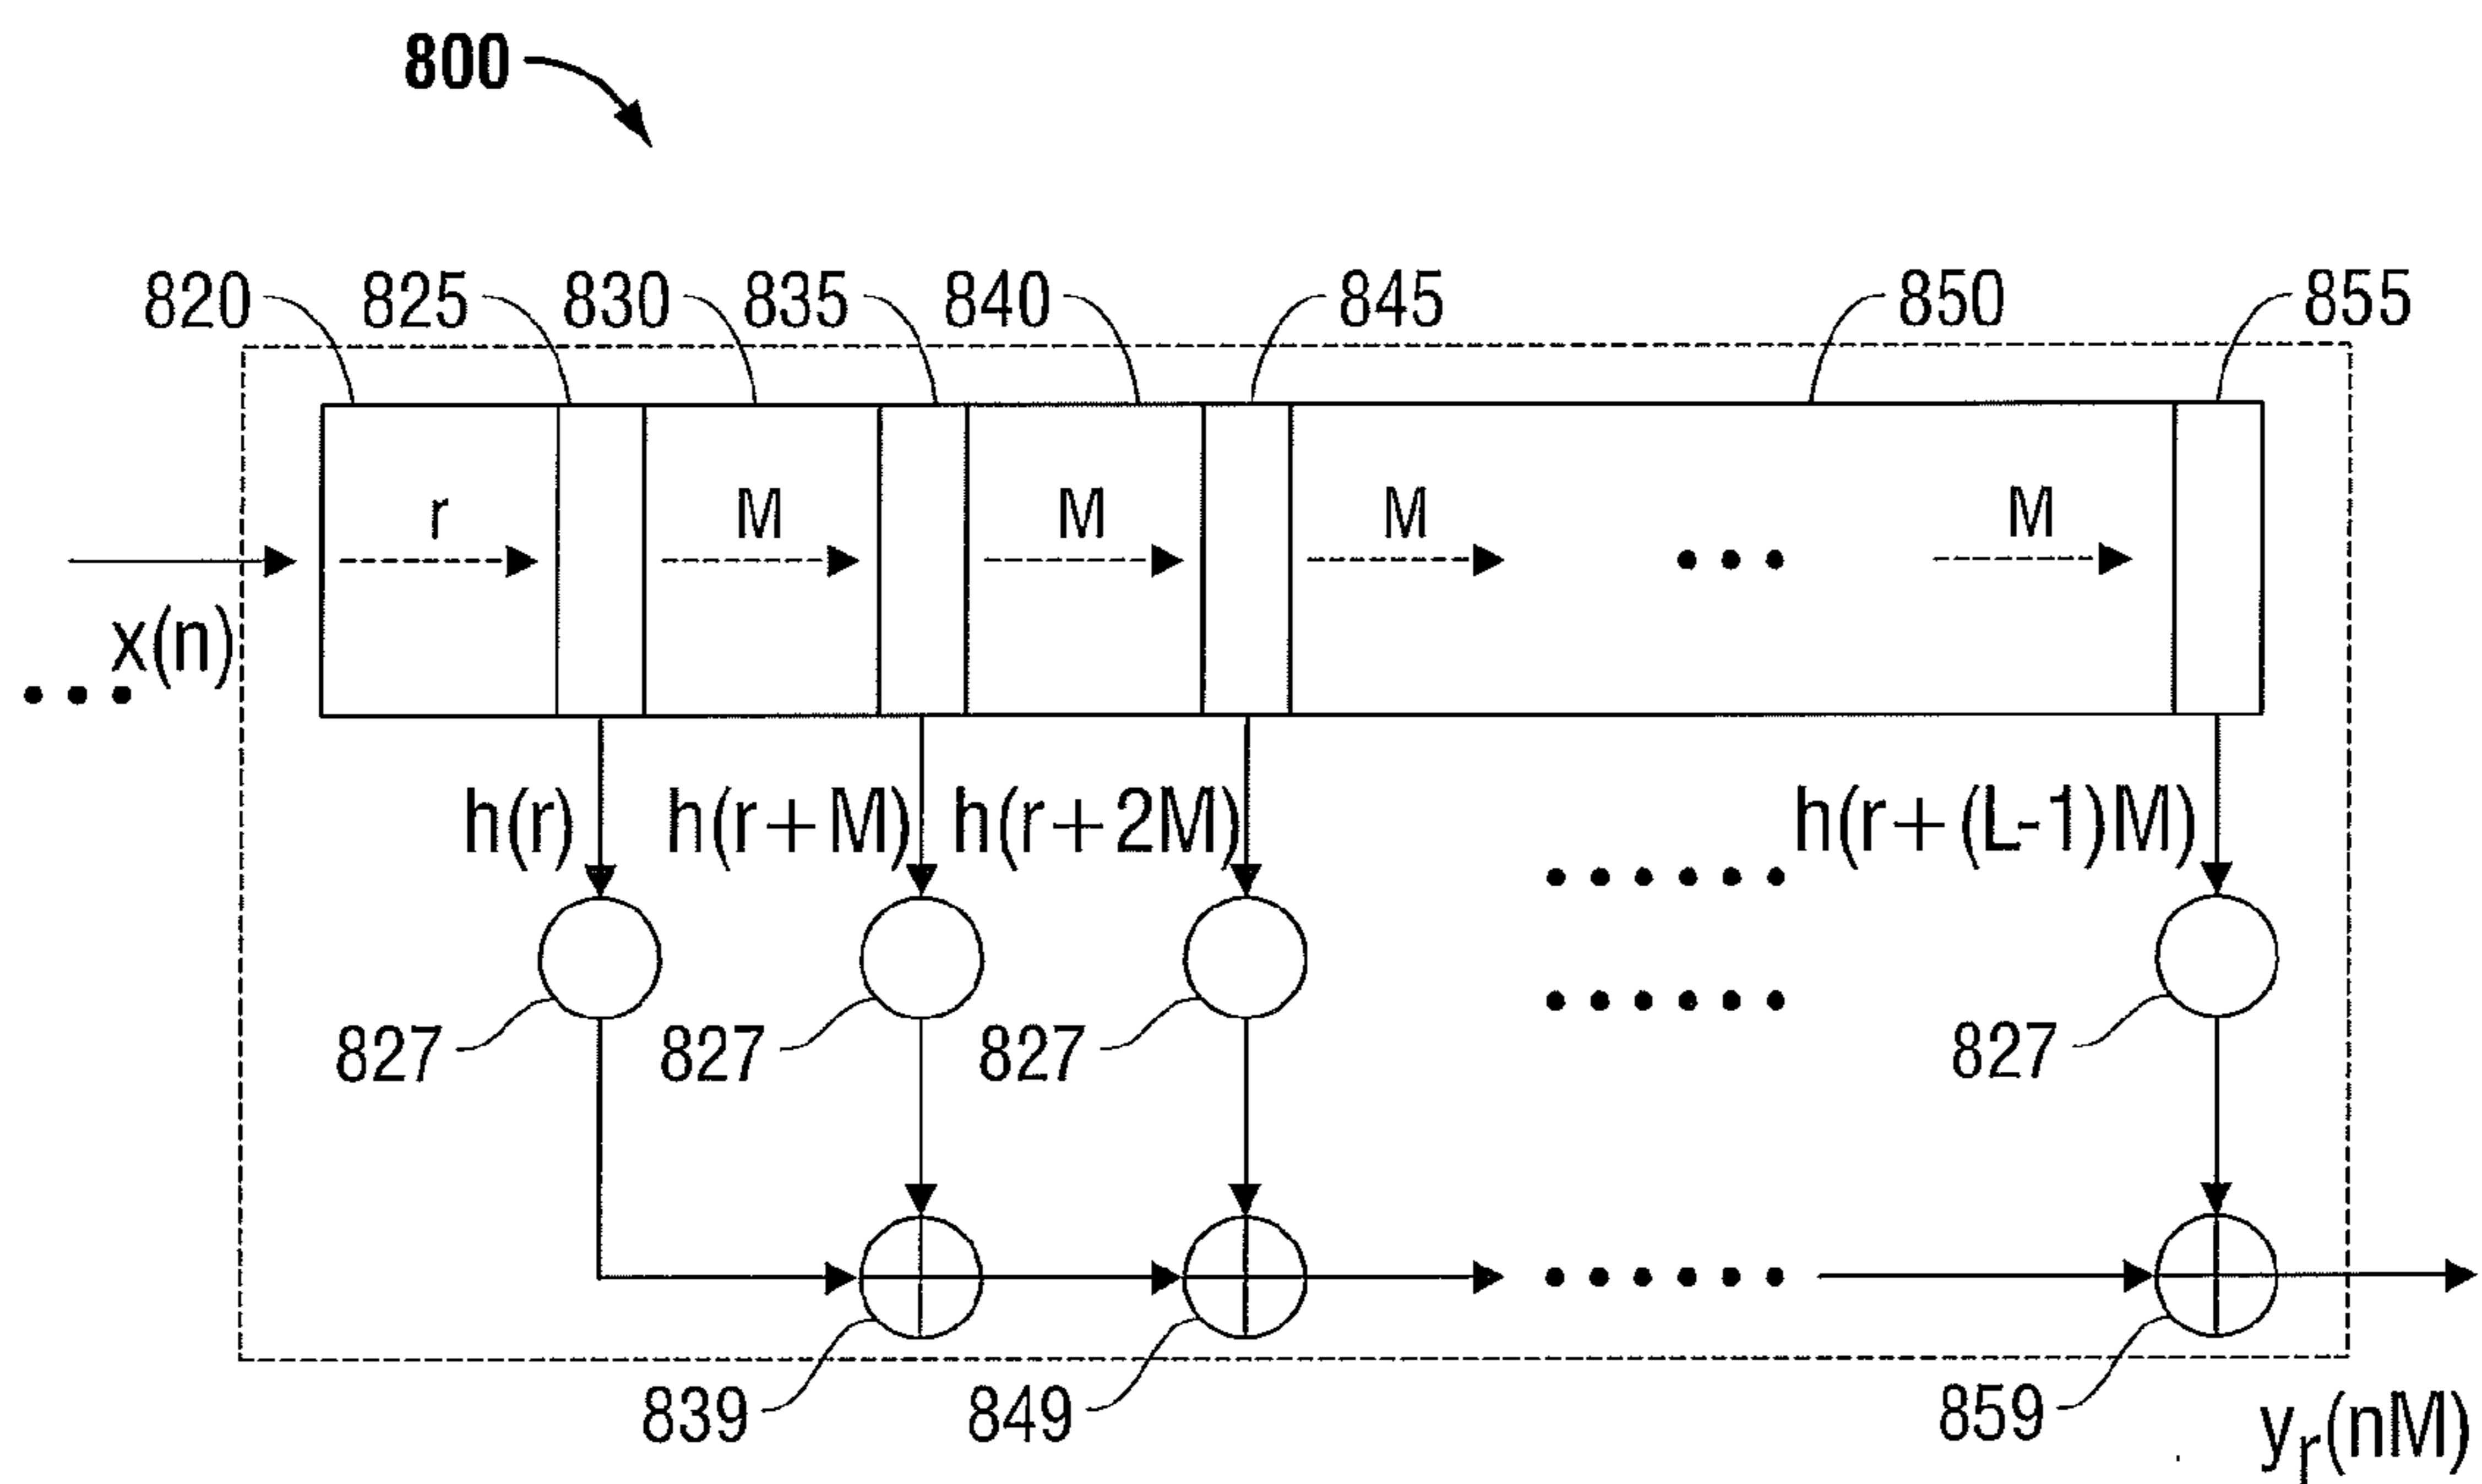 800
820 825 830 835 840 845 850 855
r M M M ••• M
x(n)
•••
h(r) h(r+M) h(r+2M) •••••• h(r+(L-1)M)
••••••
827 827 827 827
••••••
839 849 859
yr(nM)